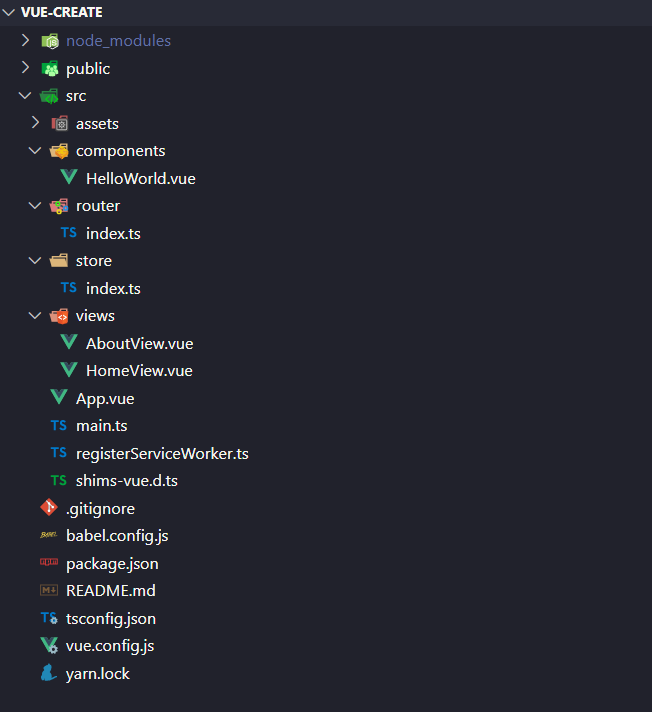 VUE-CREATE
node_modules
public
src
assets
components
HelloWorld.vue
router
TS index.ts
store
TS index.ts
views
AboutView.vue
HomeView.vue
App.vue
TS main.ts
TS registerServiceWorker.ts
TS shims-vue.d.ts
.gitignore
BABEL babel.config.js
package.json
README.md
TS tsconfig.json
vue.config.js
yarn.lock